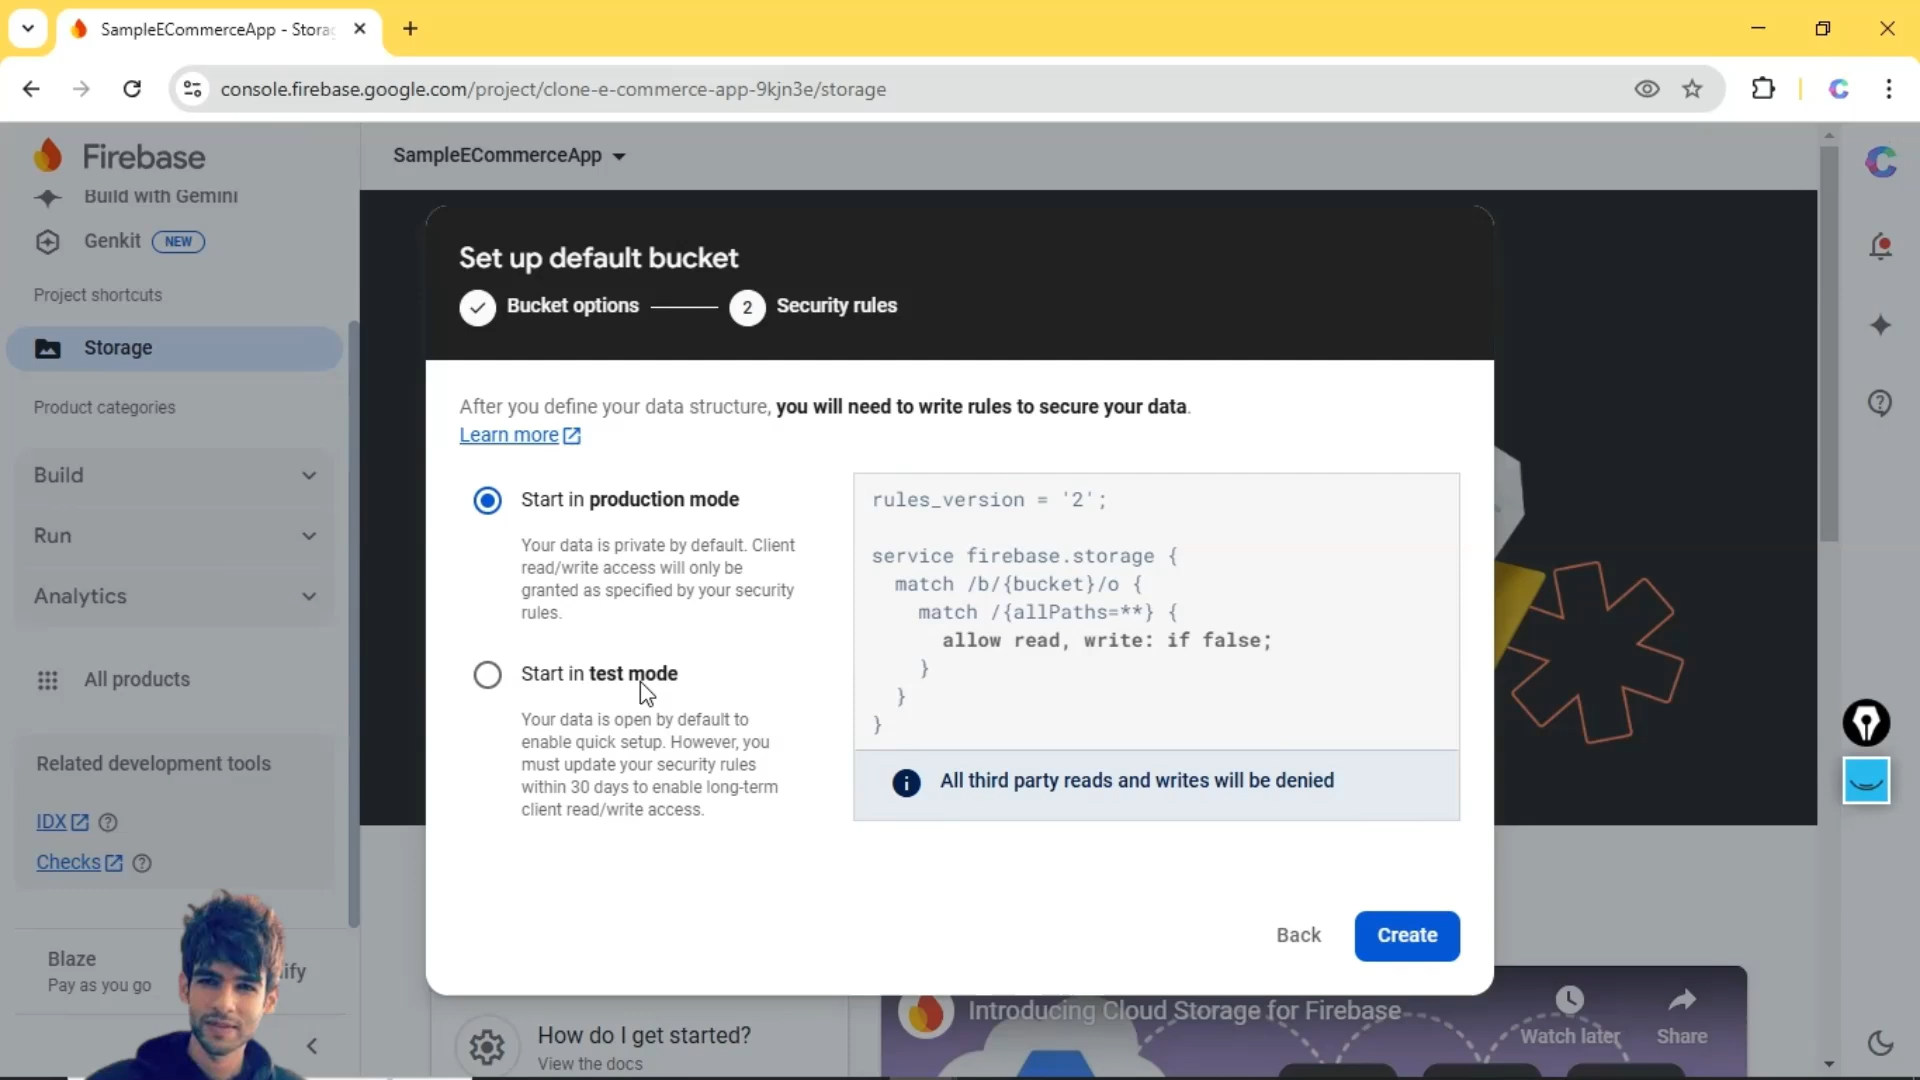 SampleECommerceApp - Storag
console.firebase.google.com/project/clone-e-commerce-app-9kjn3e/storage
Firebase
SampleECommerceApp
Build with Gemini
Genkit NEW
Project shortcuts
Storage
Product categories
Build
Run
Analytics
All products
Related development tools
IDX
Checks
Blaze
Pay as you go
Set up default bucket
Bucket options
2 Security rules
After you define your data structure, you will need to write rules to secure your data.
Learn more
Start in production mode
Your data is private by default. Client
read/write access will only be
granted as specified by your security
rules.
Start in test mode
Your data is open by default to
enable quick setup. However, you
must update your security rules
within 30 days to enable long-term
client read/write access.
rules_version = '2';
service firebase.storage {
match /b/{bucket}/o {
match /{allPaths=**} {
allow read, write: if false;
}
}
}
All third party reads and writes will be denied
Back
Create
How do I get started?
View the docs
Introducing Cloud Storage for Firebase
Watch later
Share